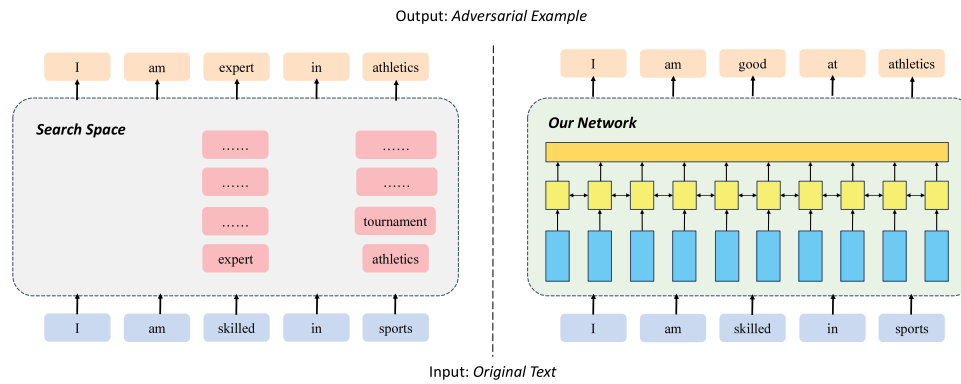 Output: Adversarial Example
I am expert in athletics
Search Space
...... ......
...... ......
...... tournament
expert athletics
I am skilled in sports
I am good at athletics
Our Network
I am skilled in sports
Input: Original Text